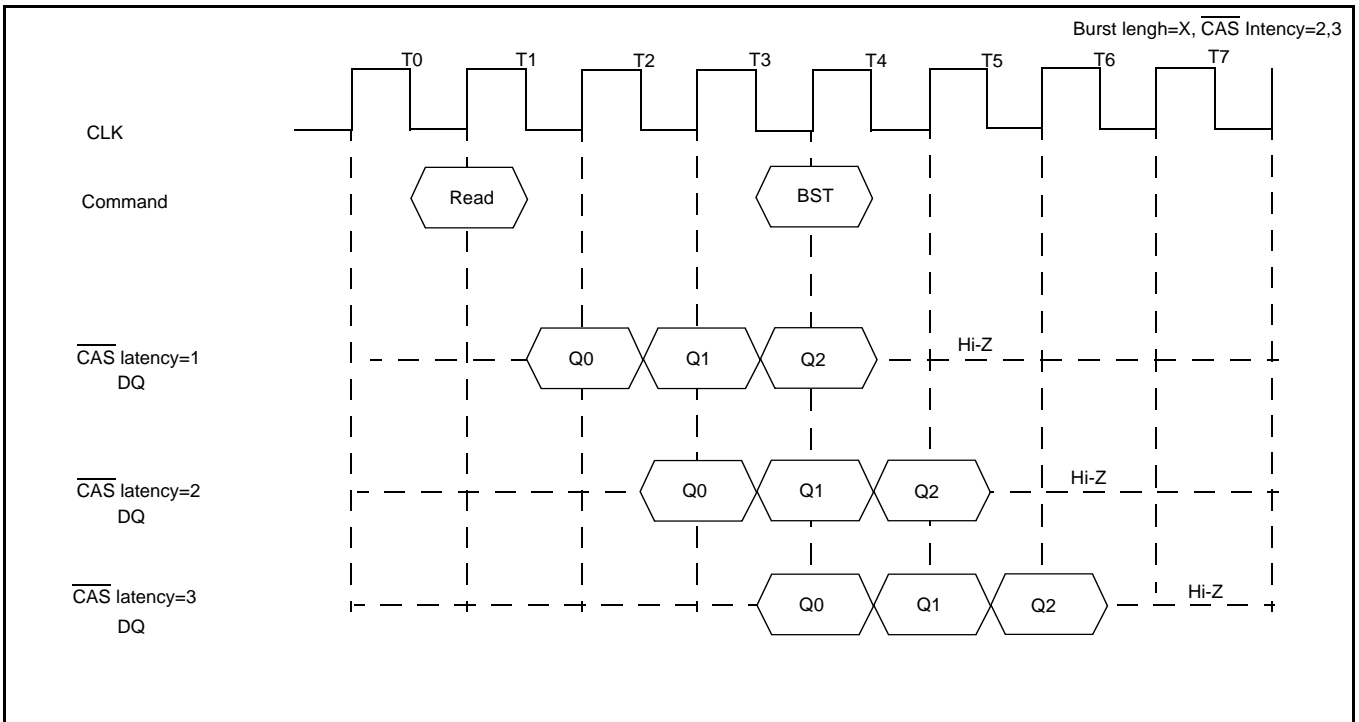 Burst lengh=X, CAS Intency=2,3
T0 T1 T2 T3 T4 T5 T6 T7
CLK
Command Read BST
CAS latency=1 Q0 Q1 Q2 Hi-Z
DQ
CAS latency=2 Q0 Q1 Q2 Hi-Z
DQ
CAS latency=3 Q0 Q1 Q2 Hi-Z
DQ